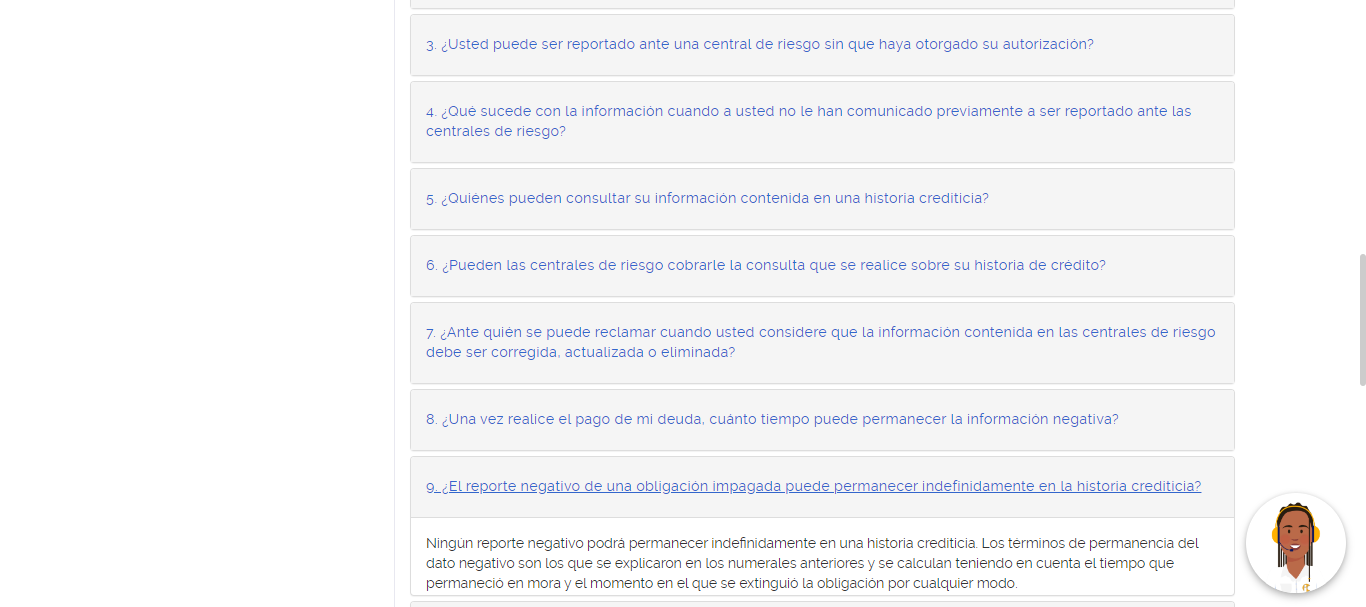 3. ¿Usted puede ser reportado ante una central de riesgo sin que haya otorgado su autorización?
4. ¿Qué sucede con la información cuando a usted no le han comunicado previamente a ser reportado ante las
centrales de riesgo?
5. ¿Quiénes pueden consultar su información contenida en una historia crediticia?
6. ¿Pueden las centrales de riesgo cobrarle la consulta que se realice sobre su historia de crédito?
7. ¿Ante quién se puede reclamar cuando usted considere que la información contenida en las centrales de riesgo
debe ser corregida, actualizada o eliminada?
8. ¿Una vez realice el pago de mi deuda, cuánto tiempo puede permanecer la información negativa?
9. ¿El reporte negativo de una obligación impagada puede permanecer indefinidamente en la historia crediticia?
Ningún reporte negativo podrá permanecer indefinidamente en una historia crediticia. Los términos de permanencia del
dato negativo son los que se explicaron en los numerales anteriores y se calculan teniendo en cuenta el tiempo que
permaneció en mora y el momento en el que se extinguió la obligación por cualquier modo.